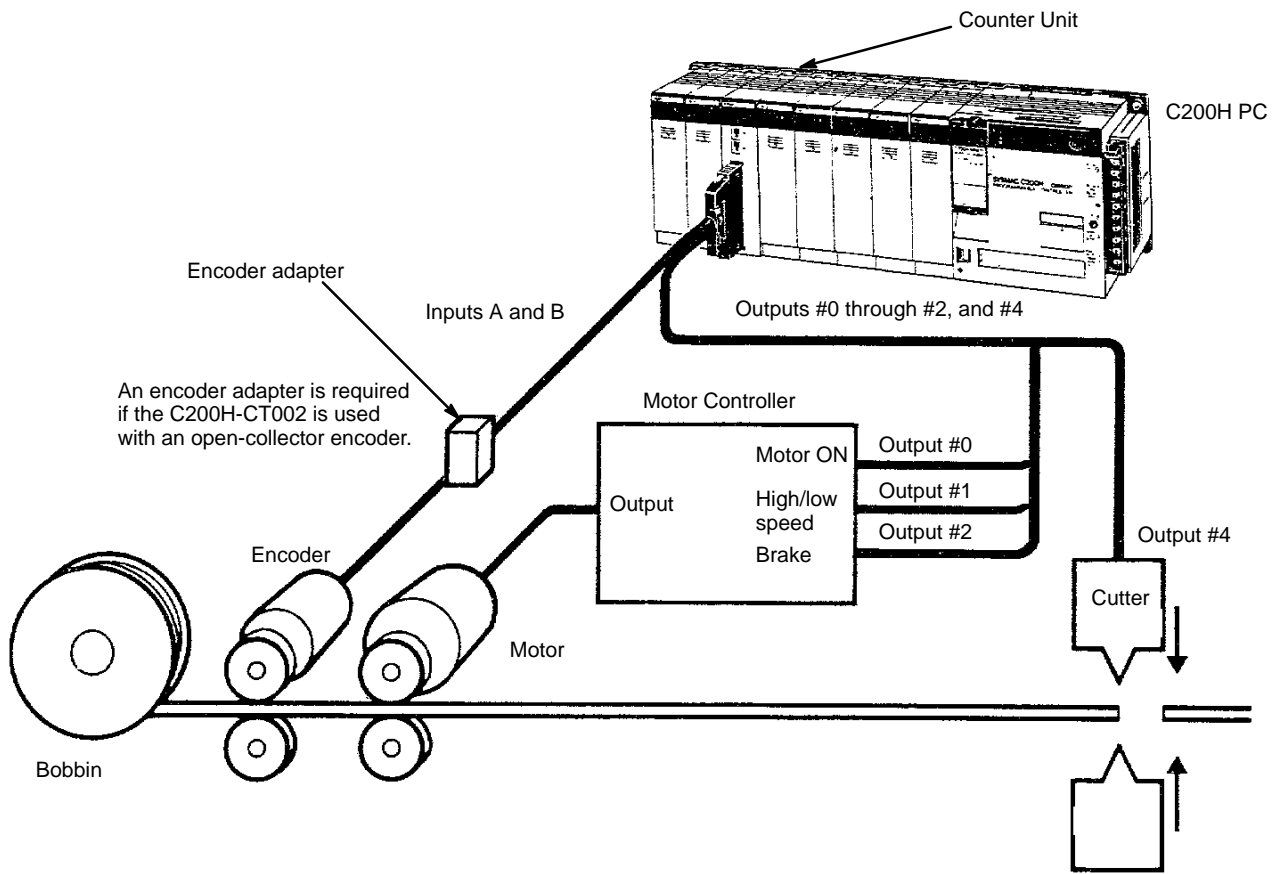 Counter Unit
C200H PC
Encoder adapter
Inputs A and B
Outputs #0 through #2, and #4
An encoder adapter is required
if the C200H-CT002 is used
with an open-collector encoder.
Motor Controller
Motor ON
Output #0
Output
High/low
speed
Output #1
Brake
Output #2
Output #4
Encoder
Cutter
Motor
Bobbin